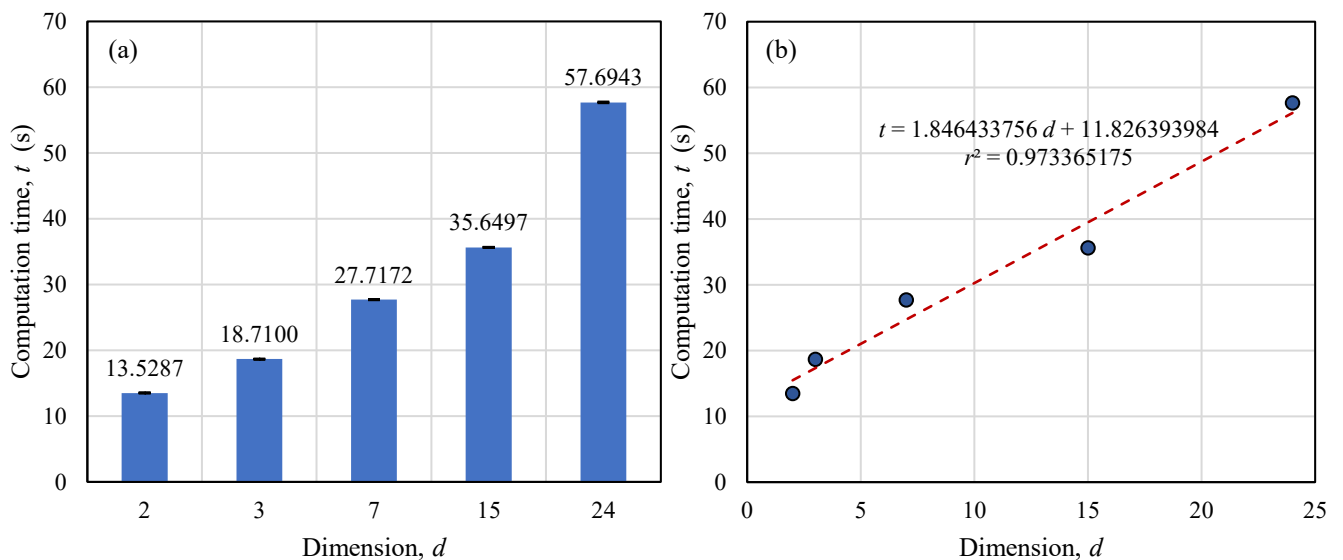 (a)
Computation time, t (s)
70
60
50
40
30
20
10
0
13.5287
18.7100
27.7172
35.6497
57.6943
2 3 7 15 24
Dimension, d
(b)
Computation time, t (s)
70
60
50
40
30
20
10
0
t = 1.846433756 d + 11.826393984
r² = 0.973365175
0 5 10 15 20 25
Dimension, d